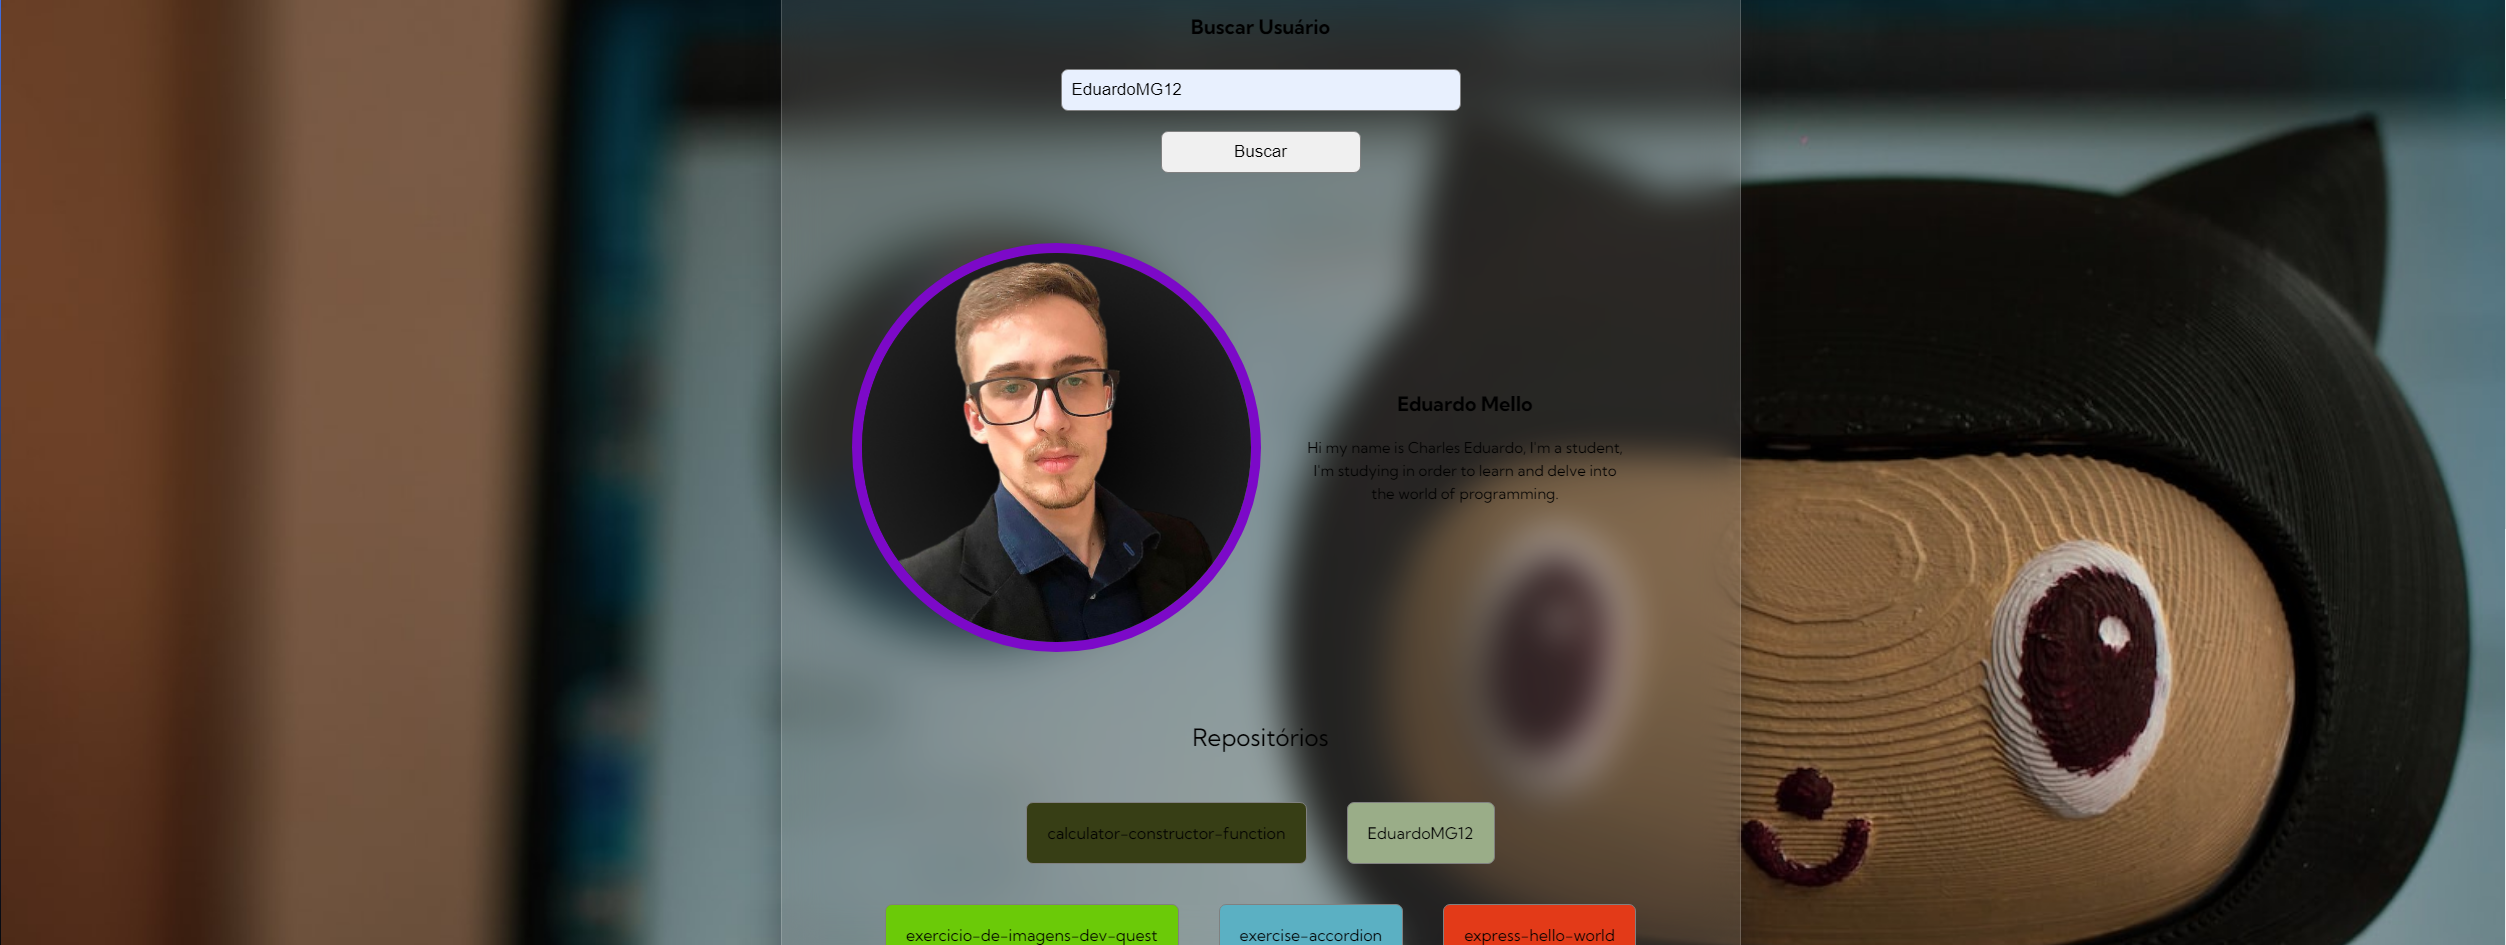 Buscar Usuário
EduardoMG12
Buscar
Eduardo Mello
Hi my name is Charles Eduardo, I'm a student,
I'm studying in order to learn and delve into
the world of programming.
Repositórios
calculator-constructor-function
EduardoMG12
exercicio-de-imagens-dev-quest
exercise-accordion
express-hello-world